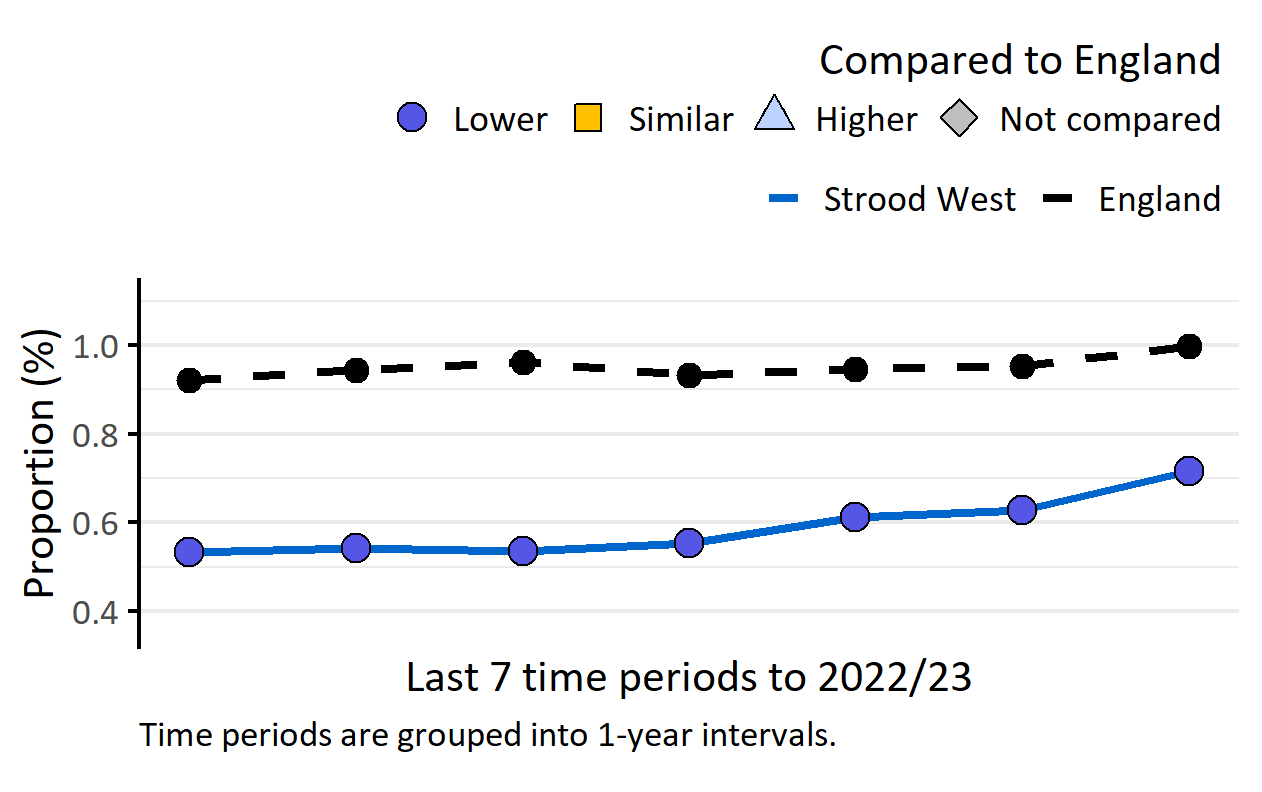 Compared to England
Lower Similar Higher Not compared
Strood West England
Proportion (%)
1.0
0.8
0.6
0.4
Last 7 time periods to 2022/23
Time periods are grouped into 1-year intervals.